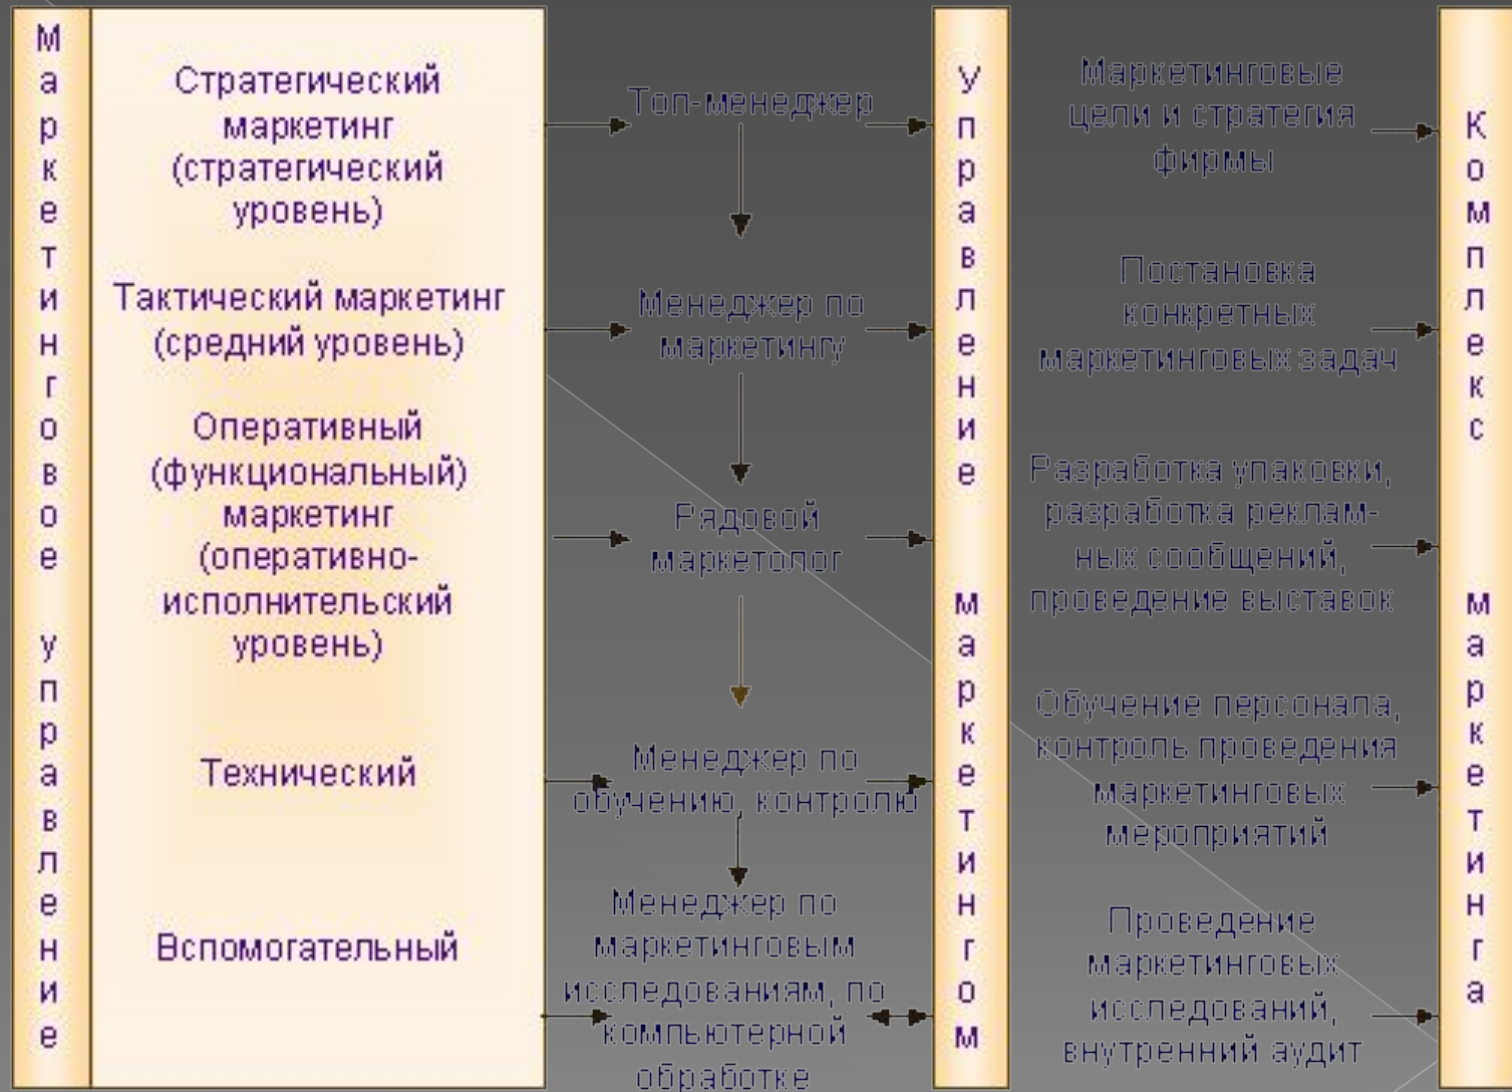 Маркетинговое управление
Стратегический
маркетинг
(стратегический
уровень)
Тактический маркетинг
(средний уровень)
Оперативный
(функциональный)
маркетинг
(оперативно-
исполнительский
уровень)
Технический
Вспомогательный
Топ-менеджер
Менеджер по
маркетингу
Рядовой
маркетолог
Менеджер по
обучению, контролю
Менеджер по
маркетинговым
исследованиям, по
компьютерной
обработке
Управление маркетингом
Маркетинговые
цели и стратегия
фирмы
Постановка
конкретных
маркетинговых задач
Разработка упаковки,
разработка реклам-
ных сообщений,
проведение выставок
Обучение персонала,
контроль проведения
маркетинговых
мероприятий
Проведение
маркетинговых
исследований,
внутренний аудит
Комплекс маркетинга